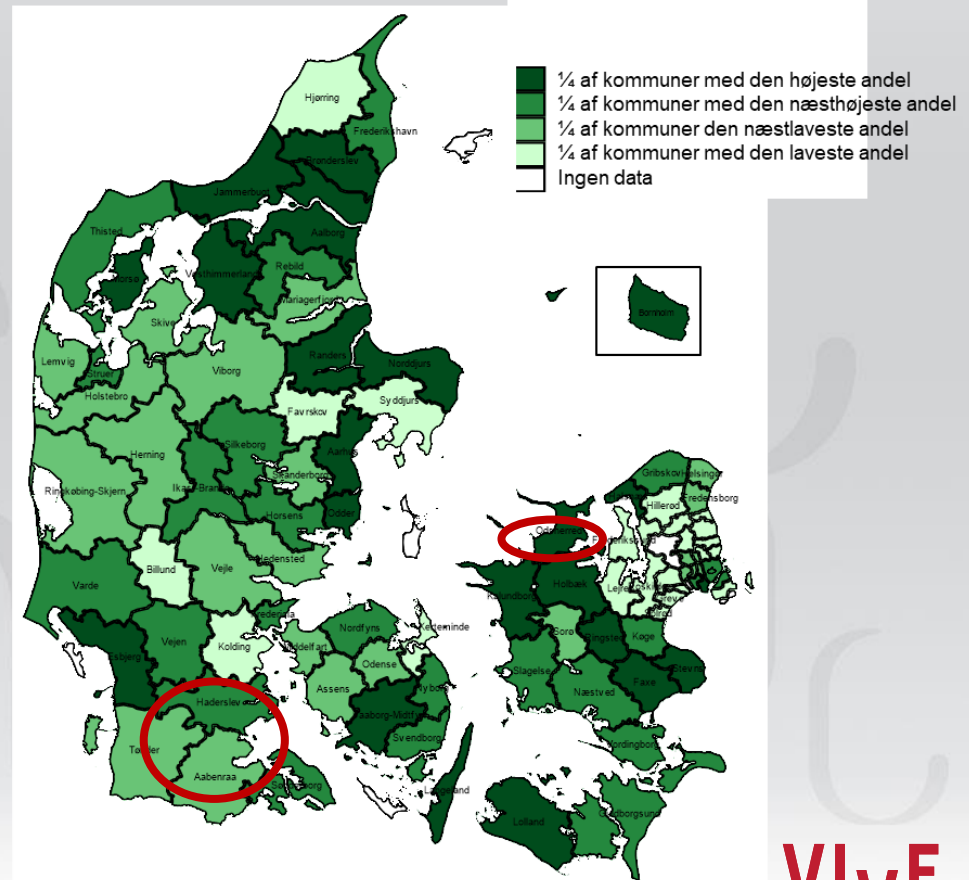 ¼ af kommuner med den højeste andel
¼ af kommuner med den næsthøjeste andel
¼ af kommuner den næstlaveste andel
¼ af kommuner med den laveste andel
Ingen data
Hjørring
Frederikshavn
Brønderslev
Jammerbugt
Thisted
Aalborg
Rebild
Vesthimmerland
Mariagerfjord
Skive
Bornholm
Lemvig
Struer
Viborg
Randers
Norddjurs
Holstebro
Favrskov
Syddjurs
Herning
Silkeborg
Aarhus
Skanderborg
Ringkøbing-Skjern
Horsens
Odder
Gribskov
Helsingør
Hillerød
Fredensborg
Hedensted
Billund
Vejle
Varde
Kalundborg
Holbæk
Lejre
Greve
Fredericia
Nordfyns
Kerteminde
Sorø
Ringsted
Køge
Vejen
Kolding
Middelfart
Odense
Esbjerg
Slagelse
Stevns
Assens
Nyborg
Næstved
Faxe
Haderslev
Faaborg-Midtfyn
Svendborg
Vordingborg
Tønder
Aabenraa
Langeland
Lolland
Guldborgsund
VIVE